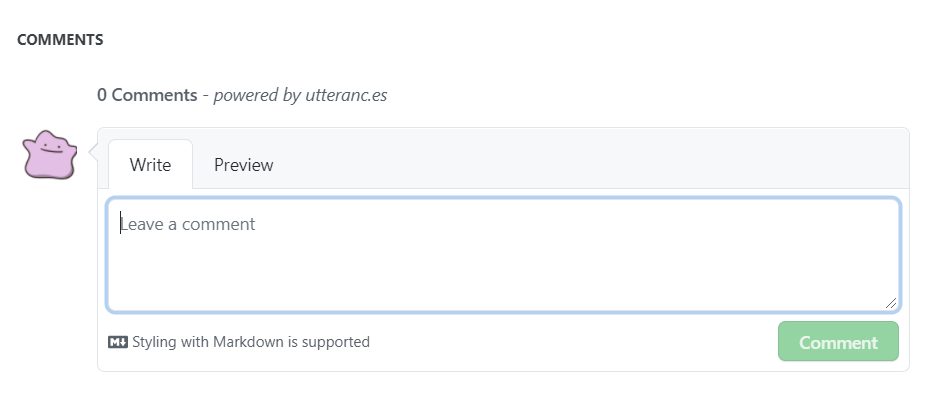 COMMENTS
0 Comments - powered by utteranc.es
Write Preview
Leave a comment
M↓ Styling with Markdown is supported
Comment